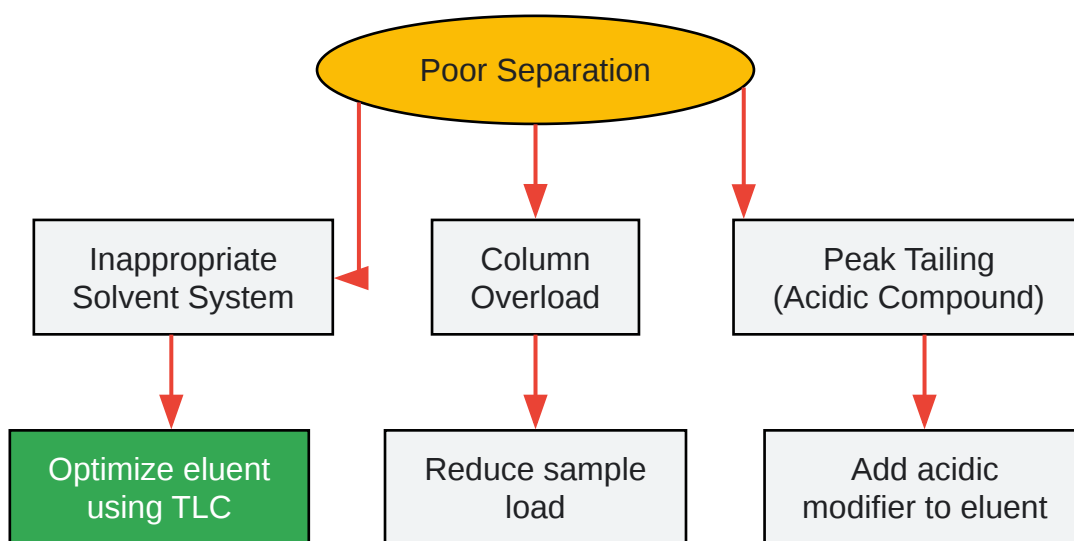 Poor Separation
Inappropriate
Solvent System
Column
Overload
Peak Tailing
(Acidic Compound)
Optimize eluent
using TLC
Reduce sample
load
Add acidic
modifier to eluent